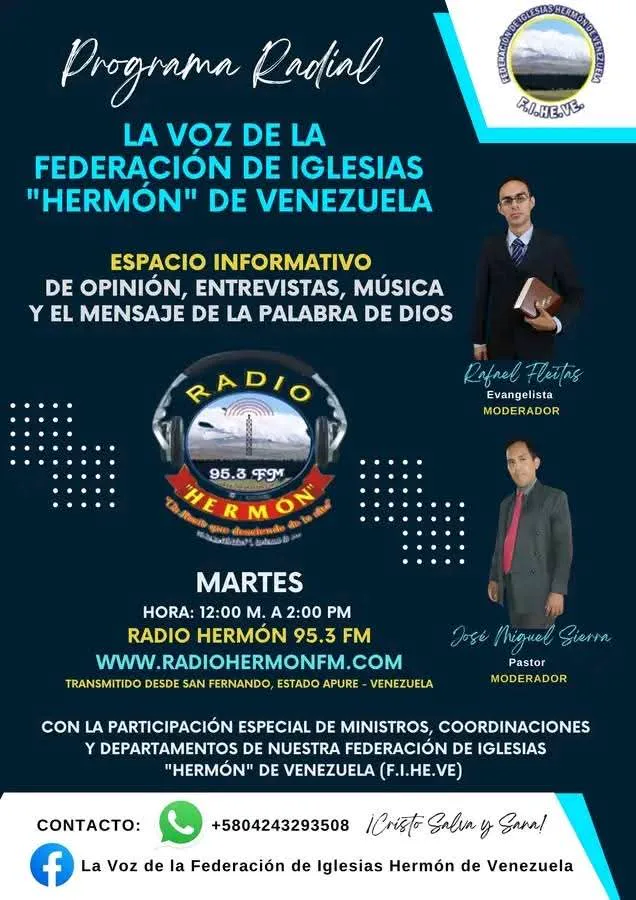 Programa Radial
FEDERACIÓN DE IGLESIAS HERMÓN DE VENEZUELA
F.I.HE.VE.
LA VOZ DE LA
FEDERACIÓN DE IGLESIAS
"HERMÓN" DE VENEZUELA
ESPACIO INFORMATIVO
DE OPINIÓN, ENTREVISTAS, MÚSICA
Y EL MENSAJE DE LA PALABRA DE DIOS
Rafael Fleitas
Evangelista
MODERADOR
RADIO
95.3 FM
"HERMÓN"
José Miguel Sierra
Pastor
MODERADOR
MARTES
HORA: 12:00 M. A 2:00 PM
RADIO HERMÓN 95.3 FM
WWW.RADIOHERMONFM.COM
TRANSMITIDO DESDE SAN FERNANDO, ESTADO APURE - VENEZUELA
CON LA PARTICIPACIÓN ESPECIAL DE MINISTROS, COORDINACIONES
Y DEPARTAMENTOS DE NUESTRA FEDERACIÓN DE IGLESIAS
"HERMÓN" DE VENEZUELA (F.I.HE.VE)
CONTACTO: +5804243293508 ¡Cristo Salva y Sana!
La Voz de la Federación de Iglesias Hermón de Venezuela